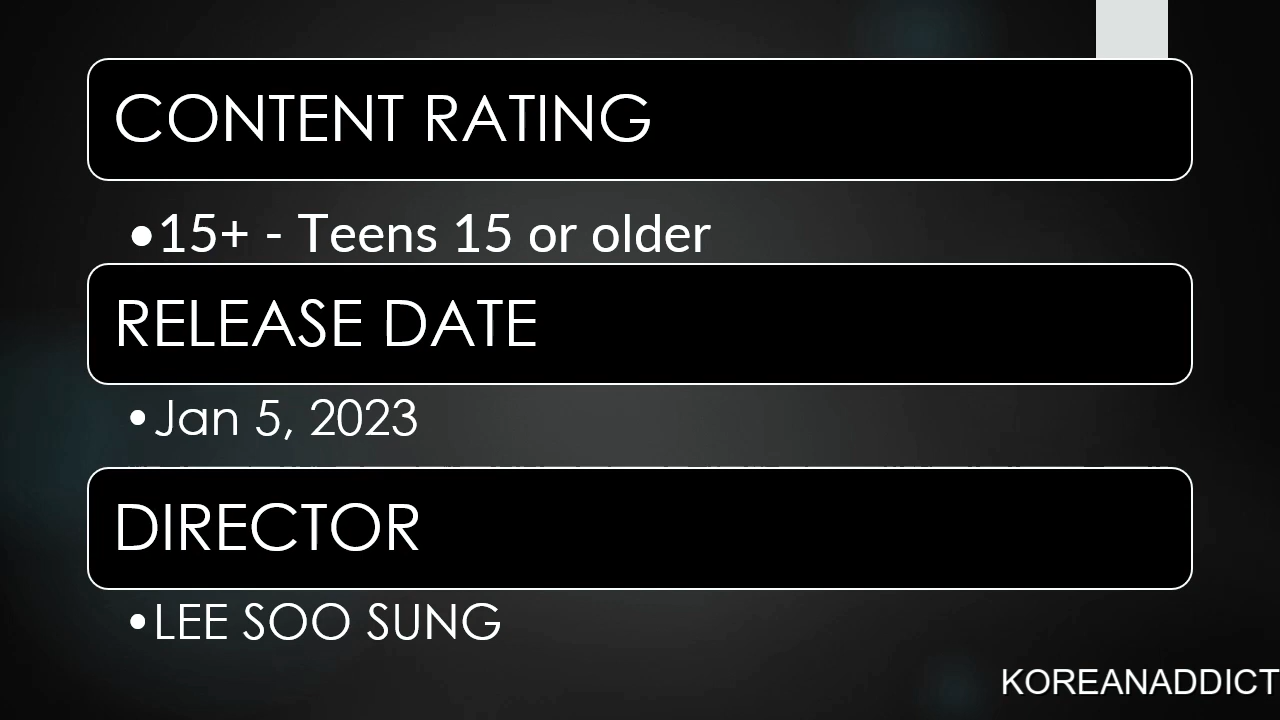 CONTENT RATING
•15+ - Teens 15 or older
RELEASE DATE
•Jan 5, 2023
DIRECTOR
•LEE SOO SUNG
KOREANADDICT